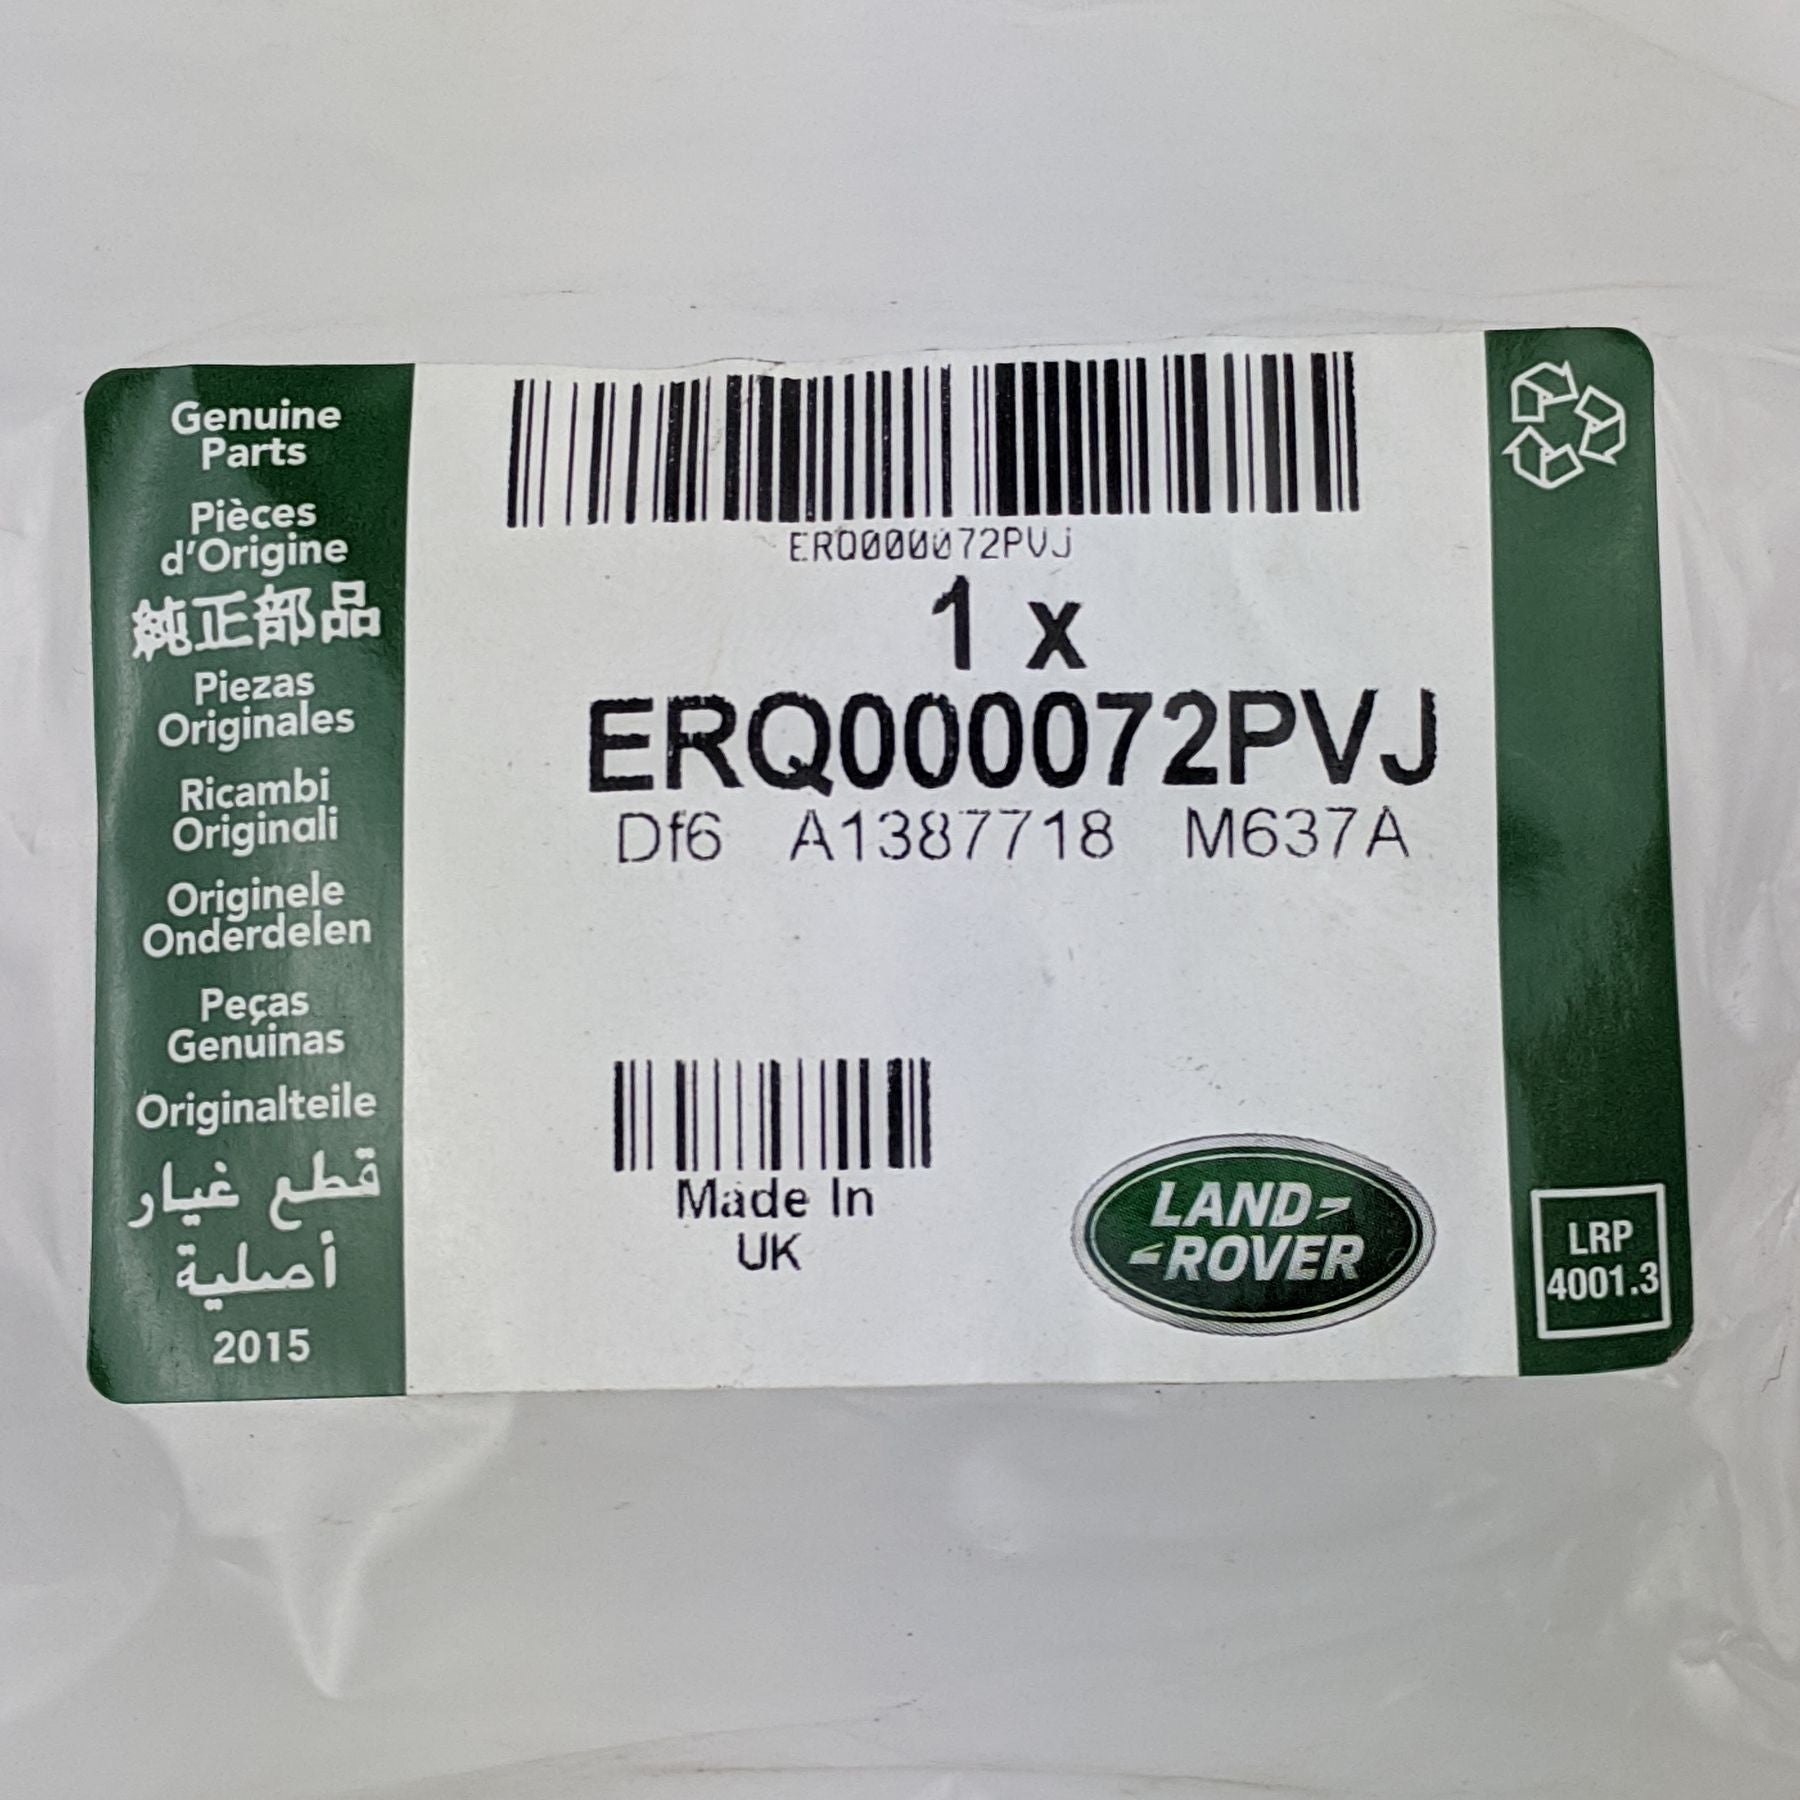 Genuine
Parts
Pièces
d'Origine
純正部品
Piezas
Originales
Ricambi
Originali
Originele
Onderdelen
Peças
Genuinas
Originalteile
قطع غيار
أصلية
2015
ERQ000072PVJ
1 x
ERQ000072PVJ
Df6 A1387718 M637A
Made In
UK
LAND-
-ROVER
LRP
4001.3